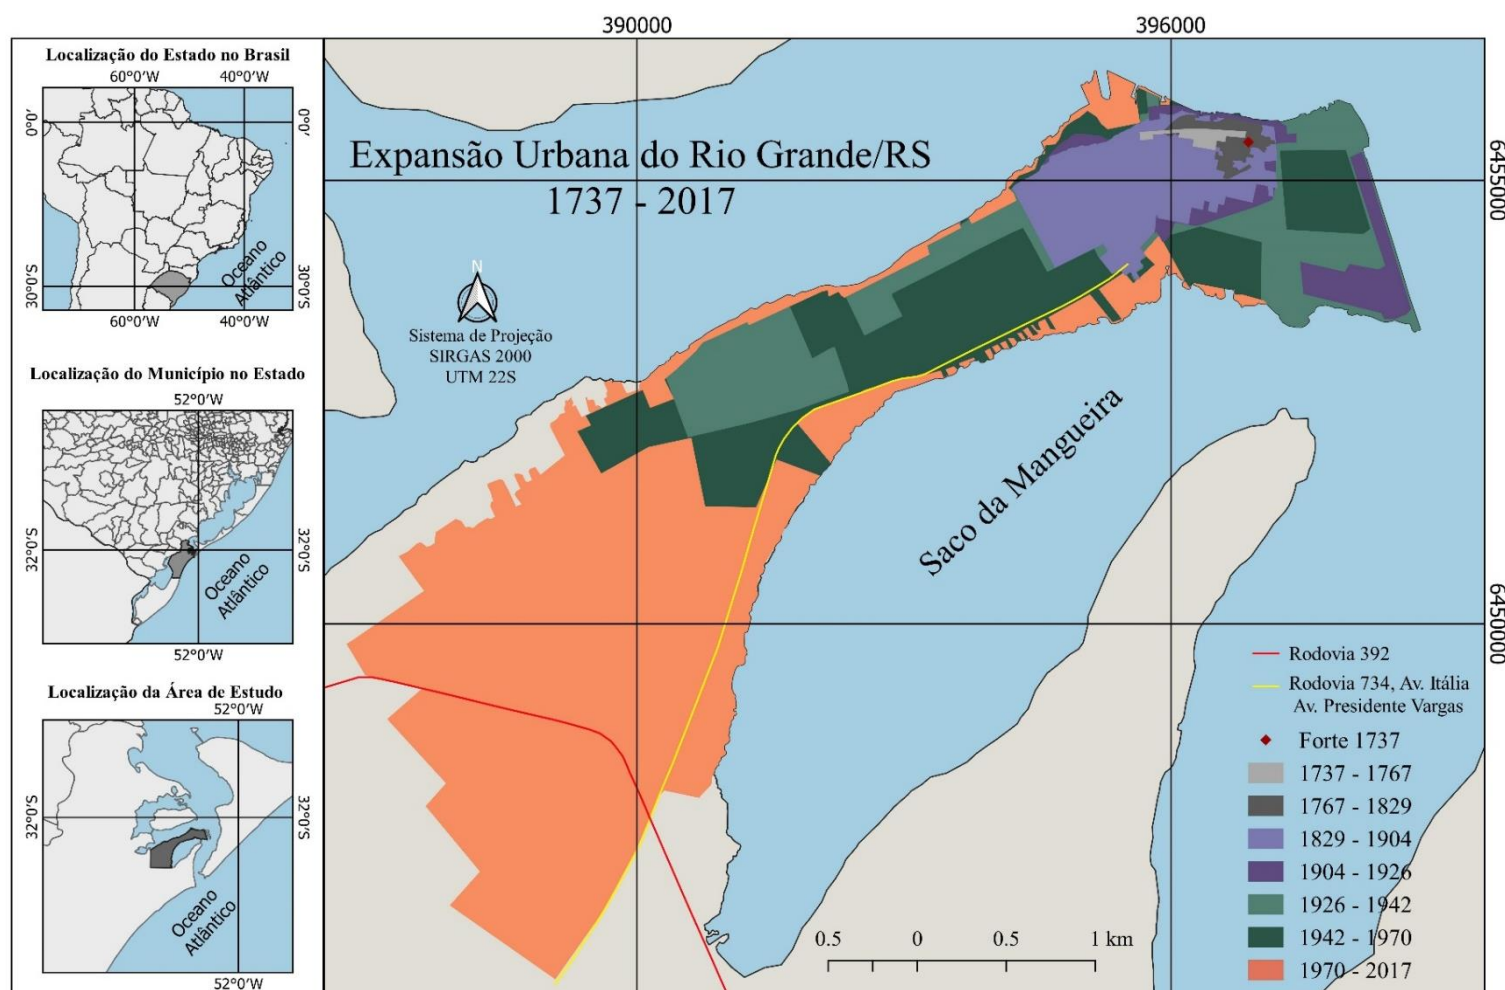 Localização do Estado no Brasil
60°0'W 40°0'W
0°0' 0°0'
Oceano
Atlântico
30°0'S 30°0'S
60°0'W 40°0'W
Localização do Município no Estado
52°0'W
32°0'S 32°0'S
Oceano
Atlântico
52°0'W
Localização da Área de Estudo
52°0'W
32°0'S 32°0'S
Oceano
Atlântico
52°0'W
390000 396000
Expansão Urbana do Rio Grande/RS
1737 - 2017
6455000
N
Sistema de Projeção
SIRGAS 2000
UTM 22S
Saco da Mangueira
6450000
Rodovia 392
Rodovia 734, Av. Itália
Av. Presidente Vargas
Forte 1737
1737 - 1767
1767 - 1829
1829 - 1904
1904 - 1926
1926 - 1942
1942 - 1970
1970 - 2017
0.5 0 0.5 1 km